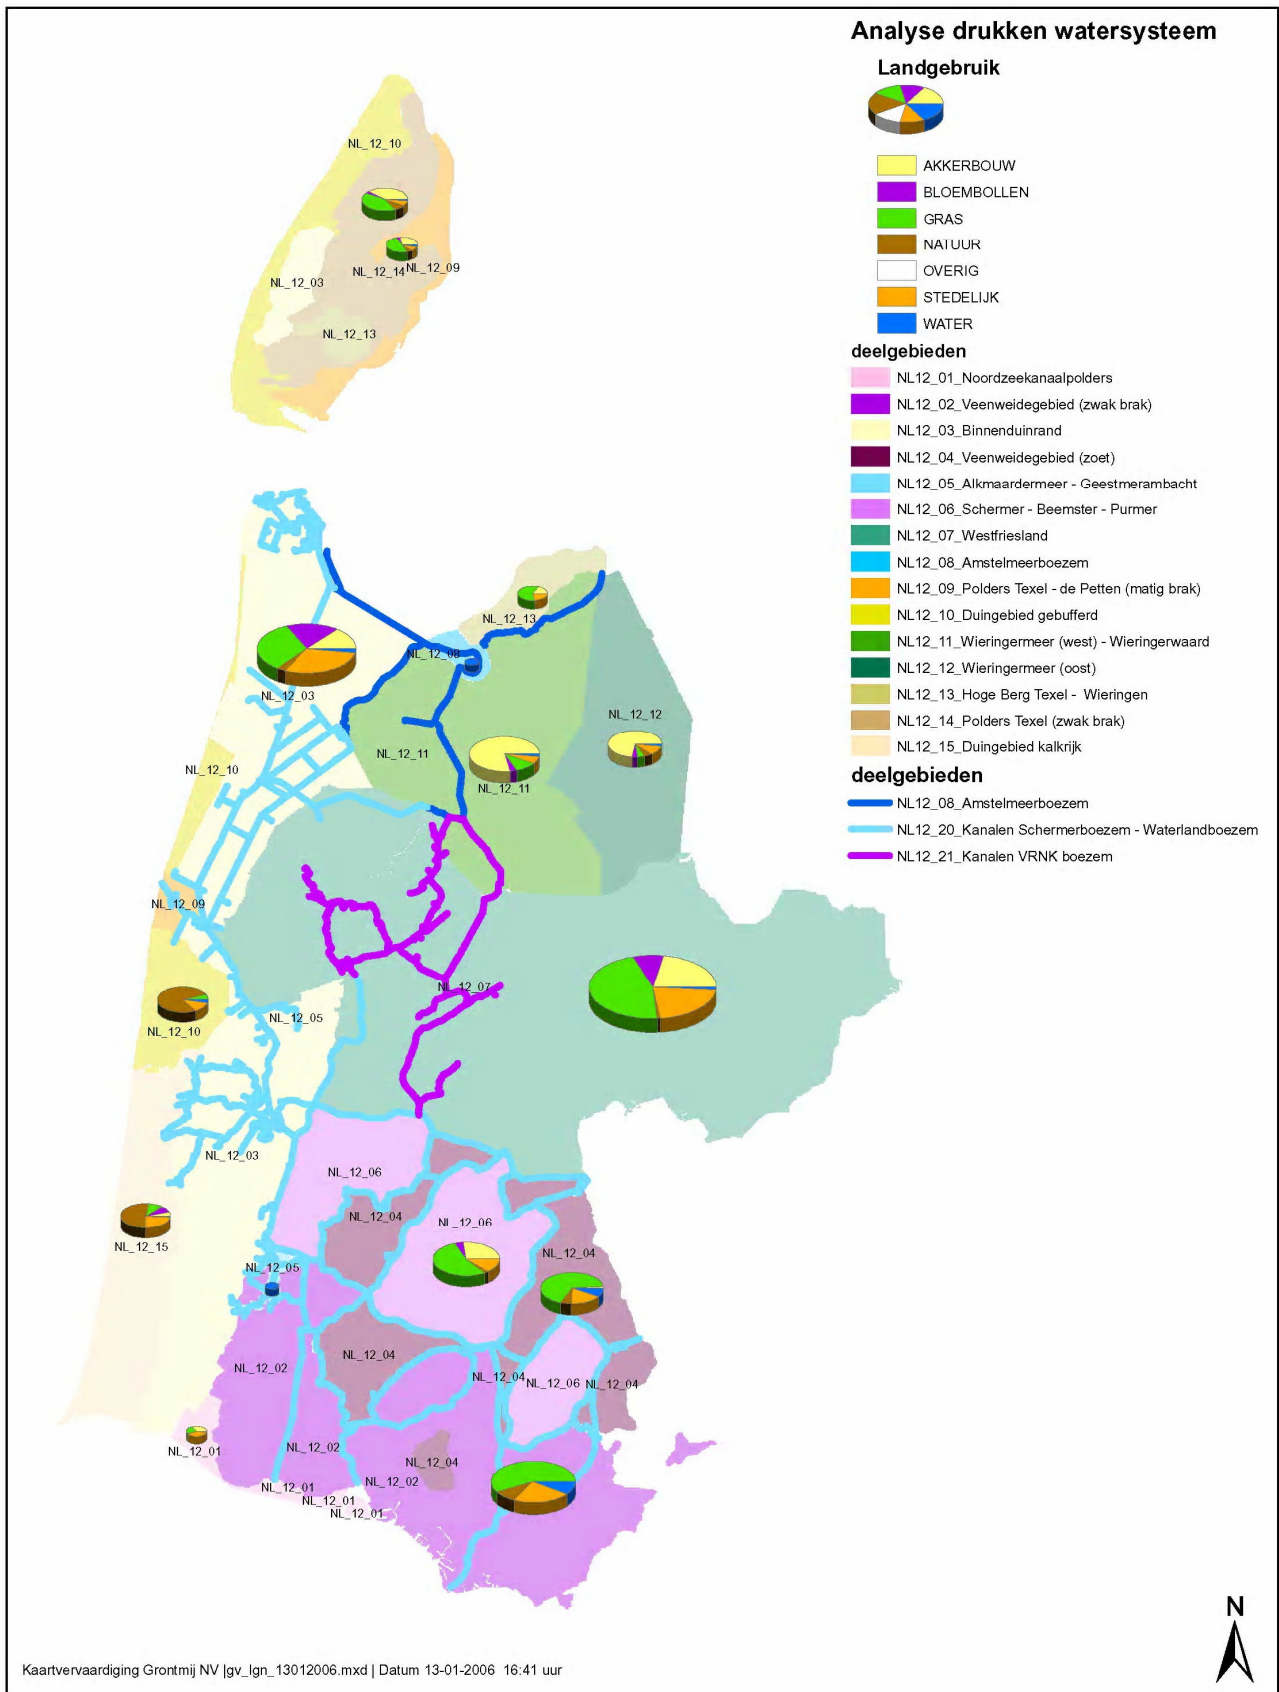 Analyse drukken watersysteem
Landgebruik
AKKERBOUW
BLOEMBOLLEN
GRAS
NATUUR
OVERIG
STEDELIJK
WATER
deelgebieden
NL12_01_Noordzeekanaalpolders
NL12_02_Veenweidegebied (zwak brak)
NL12_03_Binnenduinrand
NL12_04_Veenweidegebied (zoet)
NL12_05_Alkmaardermeer - Geestmerambacht
NL12_06_Schermer - Beemster - Purmer
NL12_07_Westfriesland
NL12_08_Amstelmeerboezem
NL12_09_Polders Texel - de Petten (matig brak)
NL12_10_Duingebied gebufferd
NL12_11_Wieringermeer (west) - Wieringerwaard
NL12_12_Wieringermeer (oost)
NL12_13_Hoge Berg Texel - Wieringen
NL12_14_Polders Texel (zwak brak)
NL12_15_Duingebied kalkrijk
deelgebieden
NL12_08_Amstelmeerboezem
NL12_20_Kanalen Schermerboezem - Waterlandboezem
NL12_21_Kanalen VRNK boezem
NL_12_10
NL_12_14
NL_12_09
NL_12_03
NL_12_13
NL_12_13
NL_12_08
NL_12_03
NL_12_12
NL_12_11
NL_12_10
NL_12_11
NL_12_09
NL_12_07
NL_12_05
NL_12_10
NL_12_03
NL_12_06
NL_12_04
NL_12_06
NL_12_15
NL_12_04
NL_12_05
NL_12_04
NL_12_02
NL_12_04
NL_12_06
NL_12_04
NL_12_01
NL_12_02
NL_12_04
NL_12_02
NL_12_01
NL_12_01
NL_12_01
N
Kaartvervaardiging Grontmij NV |gv_lgn_13012006.mxd | Datum 13-01-2006 16:41 uur